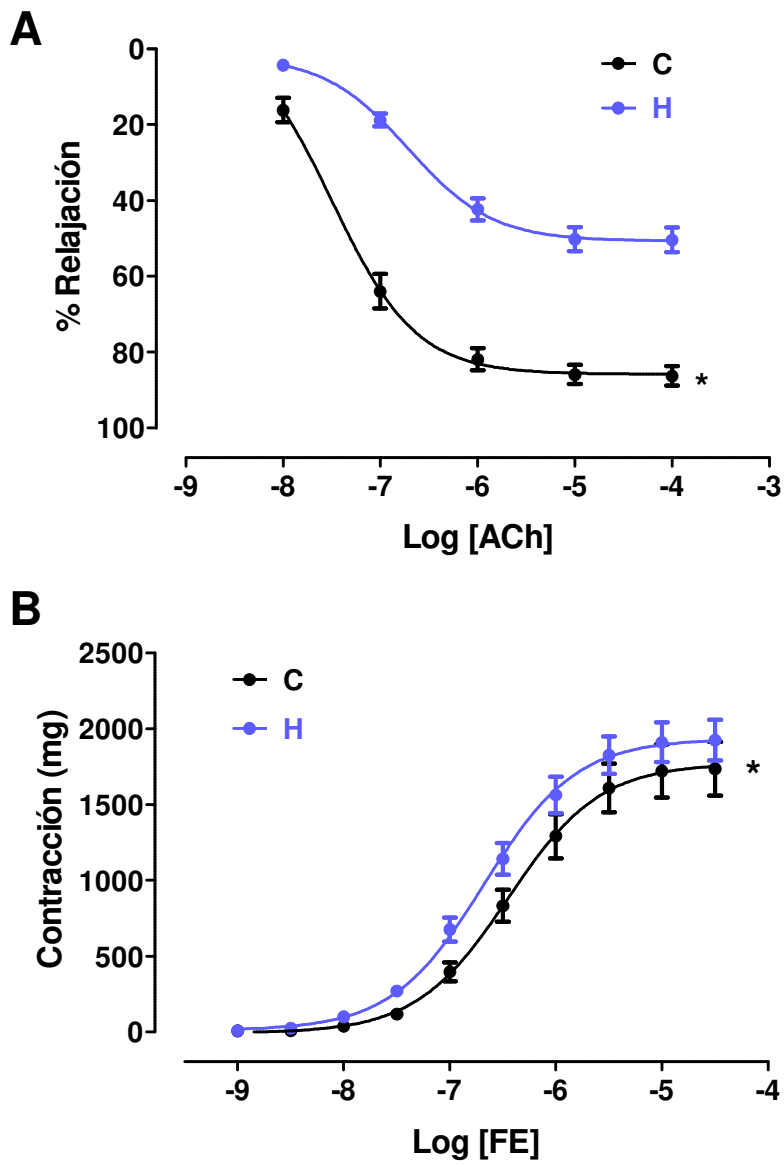 A
C
H
% Relajación
0
20
40
60
80
100
*
-9 -8 -7 -6 -5 -4 -3
Log [ACh]
B
C
H
Contracción (mg)
2500
2000
1500
1000
500
0
*
-9 -8 -7 -6 -5 -4
Log [FE]